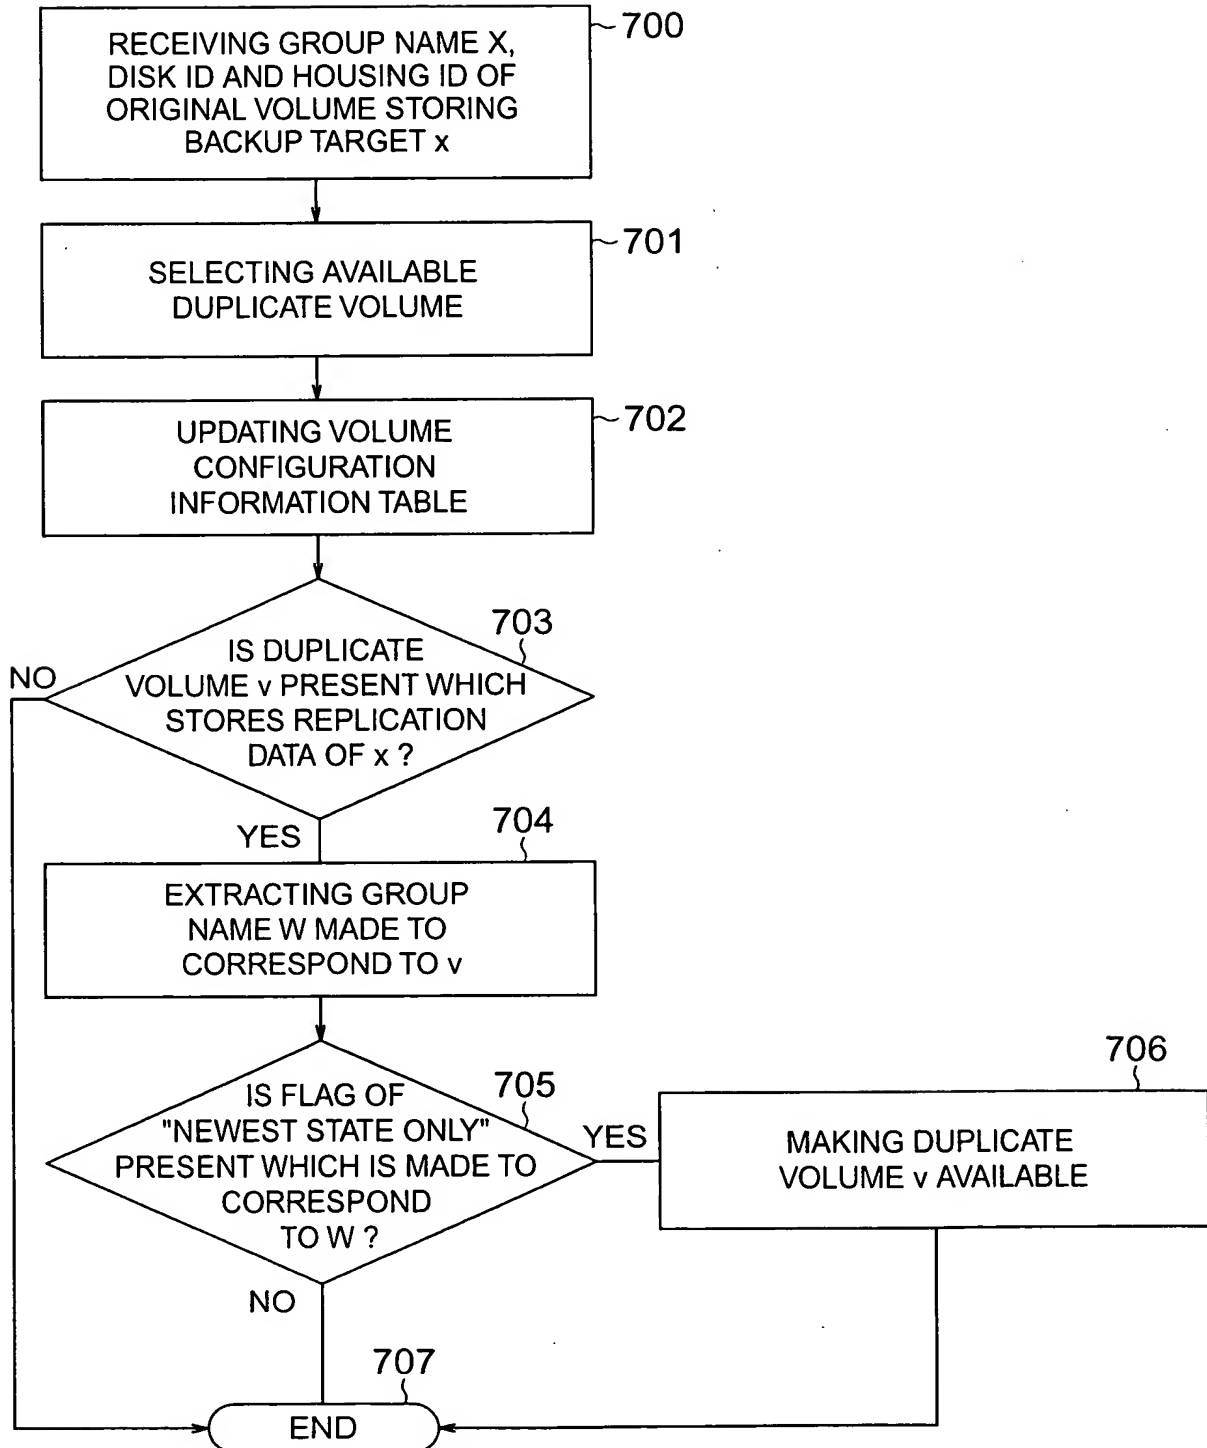 RECEIVING GROUP NAME X,
DISK ID AND HOUSING ID OF
ORIGINAL VOLUME STORING
BACKUP TARGET x
700
SELECTING AVAILABLE
DUPLICATE VOLUME
701
UPDATING VOLUME
CONFIGURATION
INFORMATION TABLE
702
703
IS DUPLICATE
VOLUME v PRESENT WHICH
STORES REPLICATION
DATA OF x ?
NO
YES
704
EXTRACTING GROUP
NAME W MADE TO
CORRESPOND TO v
705
IS FLAG OF
"NEWEST STATE ONLY"
PRESENT WHICH IS MADE TO
CORRESPOND
TO W ?
YES
706
MAKING DUPLICATE
VOLUME v AVAILABLE
NO
707
END